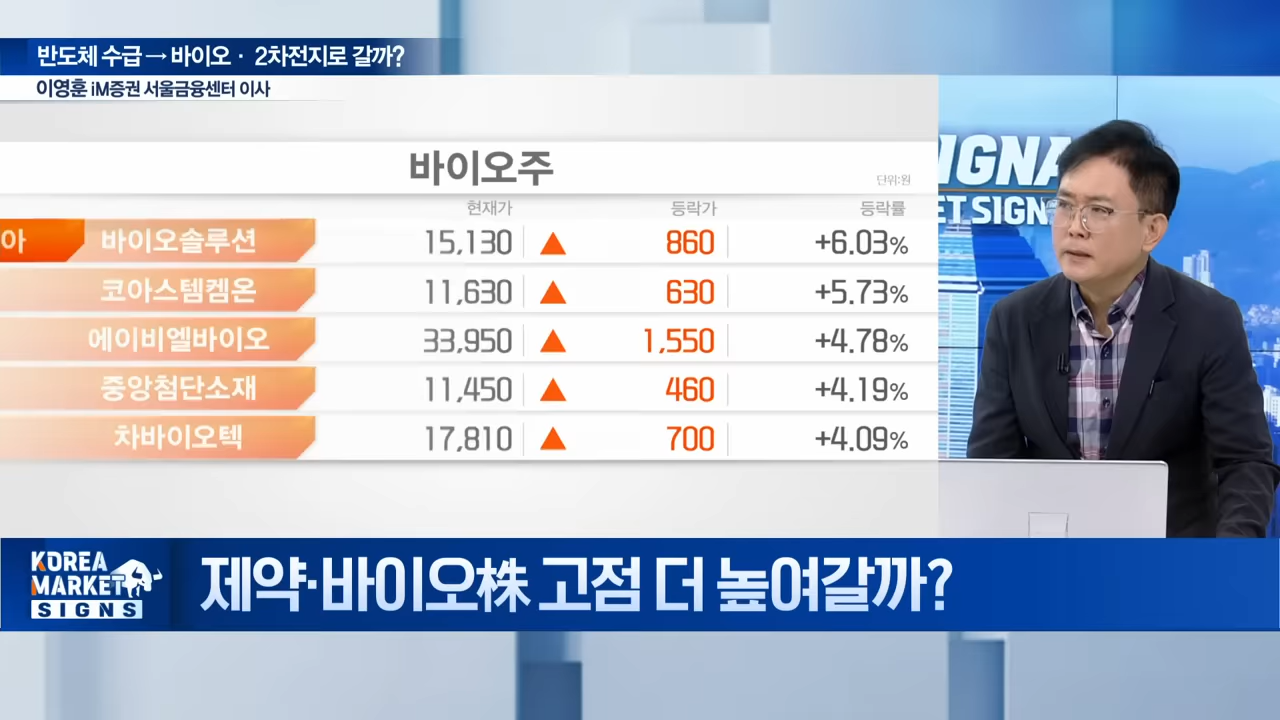 반도체 수급→바이오· 2차전지로 갈까?
이영훈 iM증권 서울금융센터 이사
바이오주
단위:원
현재가 등락가 등락률
아 바이오솔루션 15,130 ▲ 860 +6.03%
코아스템켐온 11,630 ▲ 630 +5.73%
에이비엘바이오 33,950 ▲ 1,550 +4.78%
중앙첨단소재 11,450 ▲ 460 +4.19%
차바이오텍 17,810 ▲ 700 +4.09%
IGNA
ET SIGN
KOREA
MARKET
SIGNS
제약·바이오株 고점 더 높여갈까?